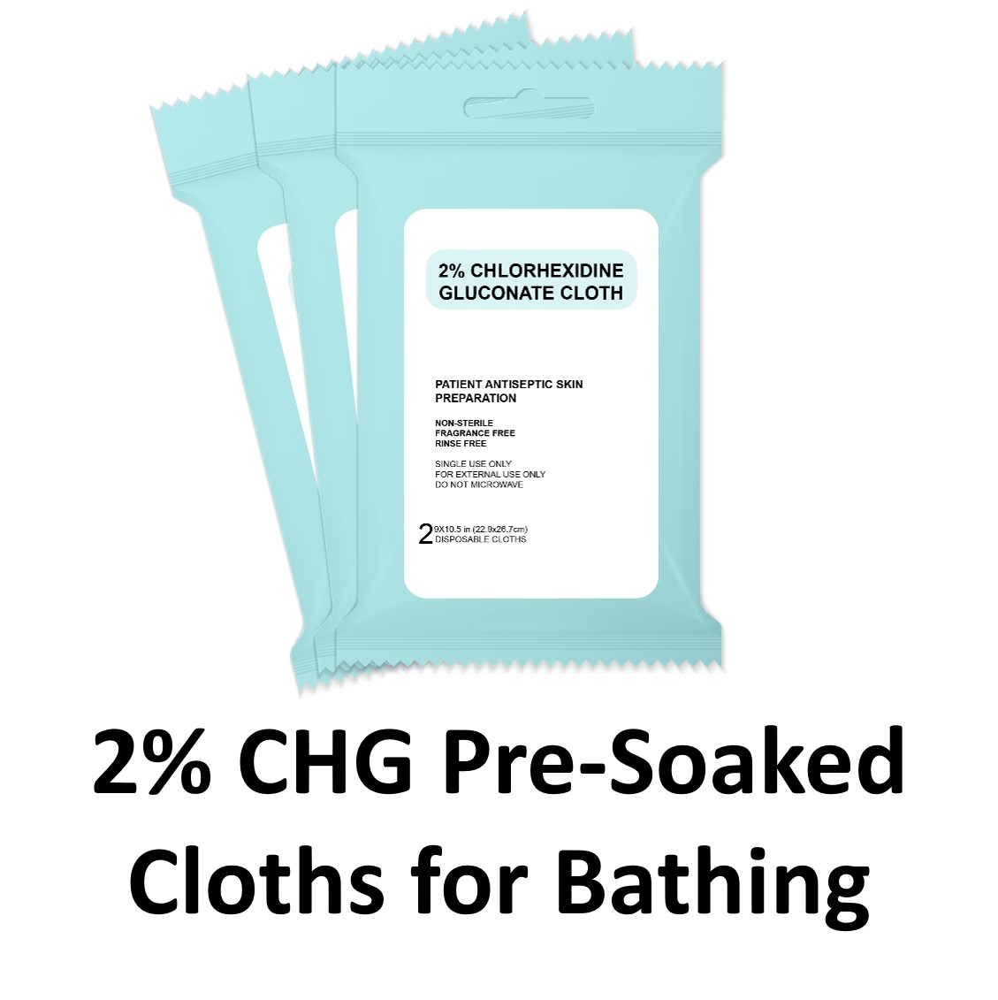 2% CHLORHEXIDINE
GLUCONATE CLOTH
PATIENT ANTISEPTIC SKIN
PREPARATION
NON-STERILE
FRAGRANCE FREE
RINSE FREE
SINGLE USE ONLY
FOR EXTERNAL USE ONLY
DO NOT MICROWAVE
2 9X10.5 in (22.9x26.7cm)
DISPOSABLE CLOTHS
2% CHG Pre-Soaked
Cloths for Bathing